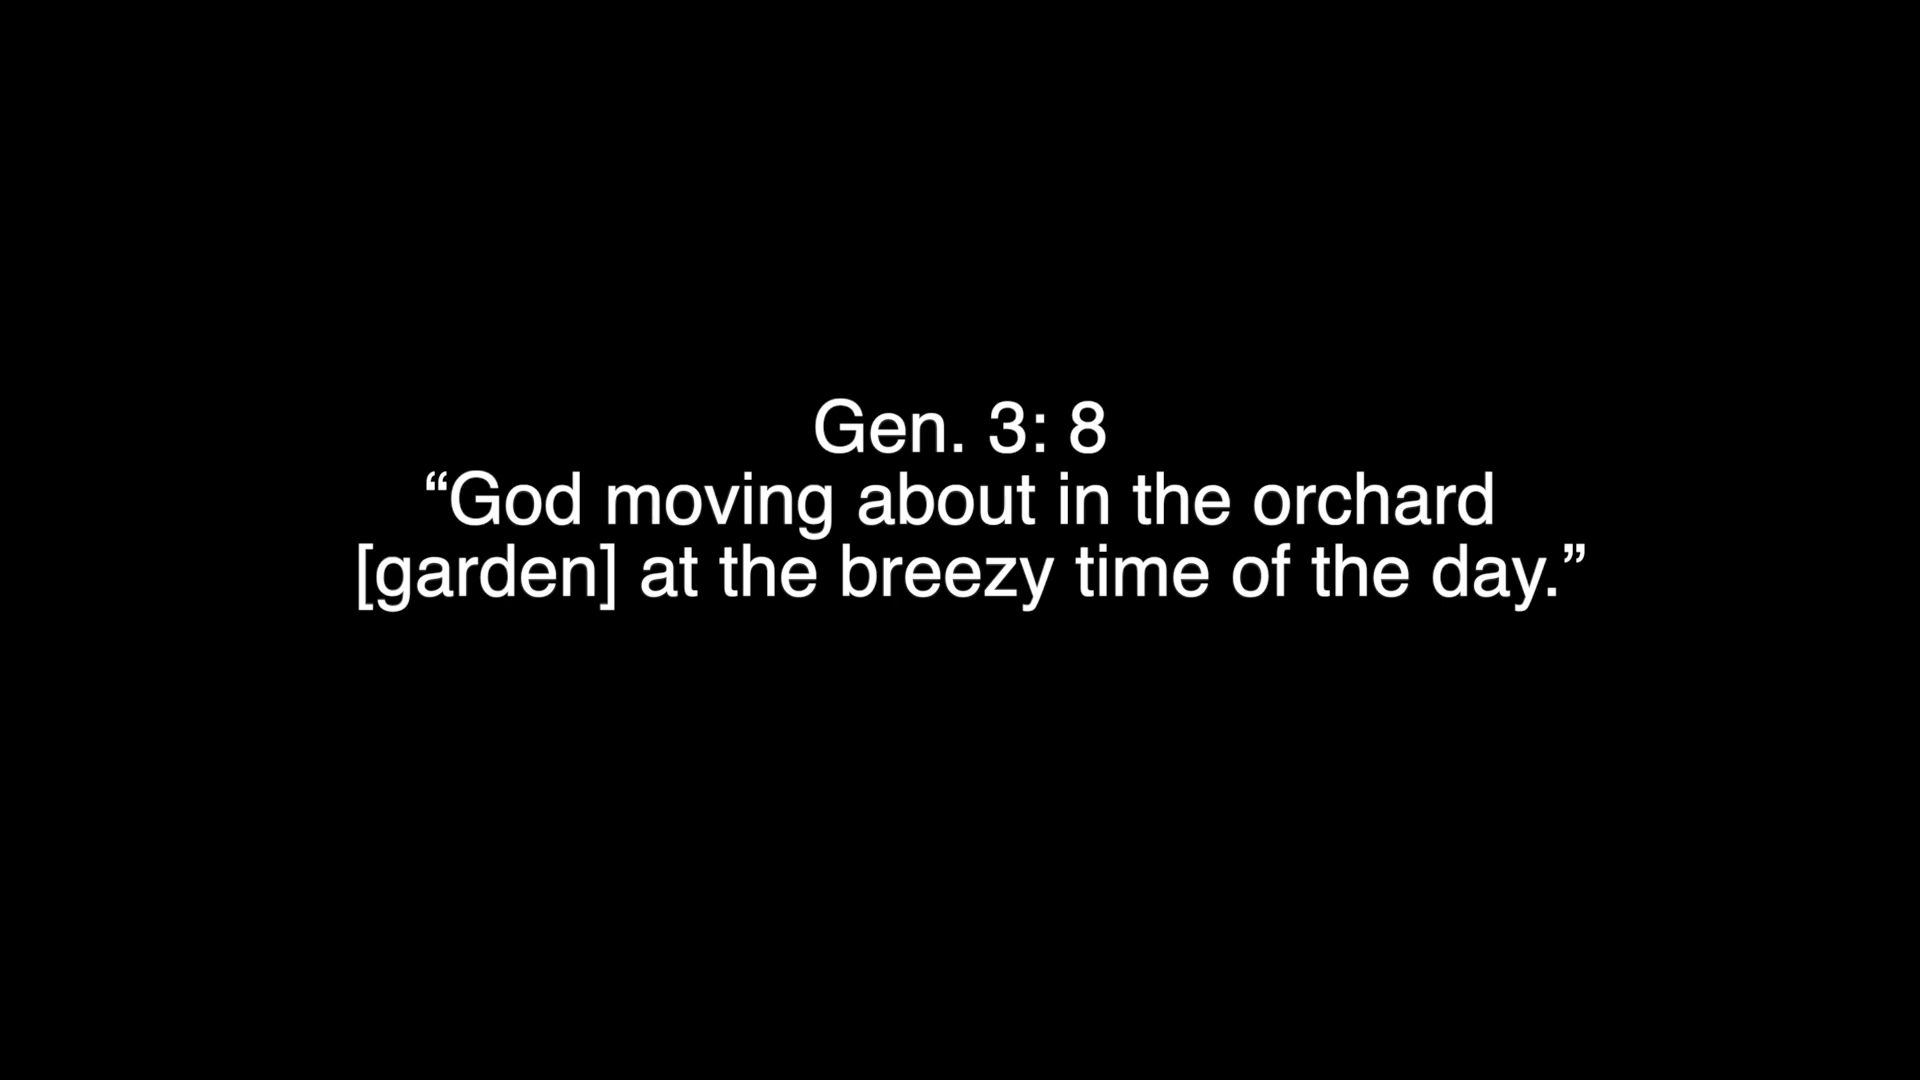 Gen. 3: 8
“God moving about in the orchard
[garden] at the breezy time of the day.”